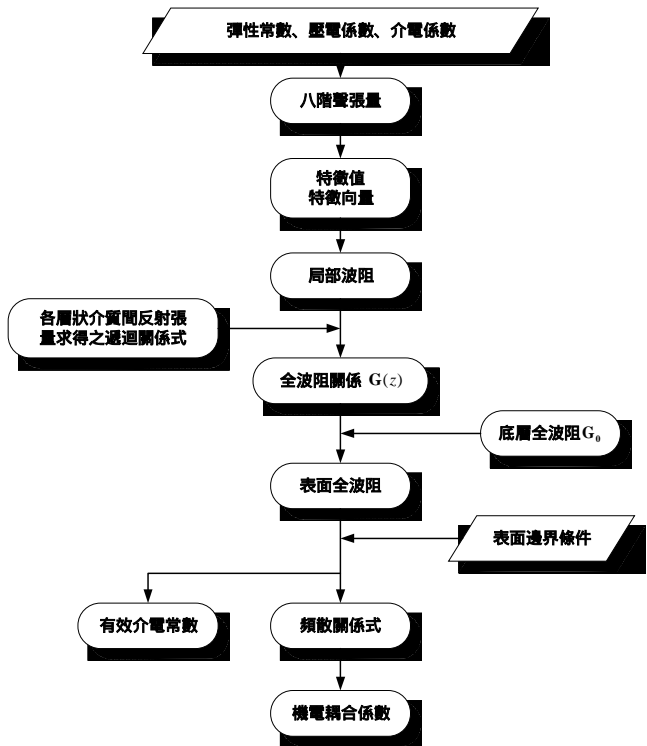 彈性常數、壓電係數、介電係數
八階聲張量
特徵值
特徵向量
局部波阻
各層狀介質間反射張
量求得之遞迴關係式
全波阻關係 G(z)
底層全波阻G₀
表面全波阻
表面邊界條件
有效介電常數
頻散關係式
機電耦合係數